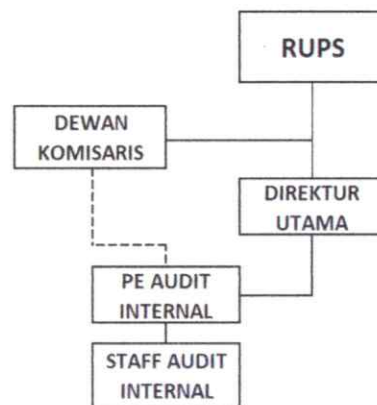 RUPS
DEWAN
KOMISARIS
DIREKTUR
UTAMA
PE AUDIT
INTERNAL
STAFF AUDIT
INTERNAL